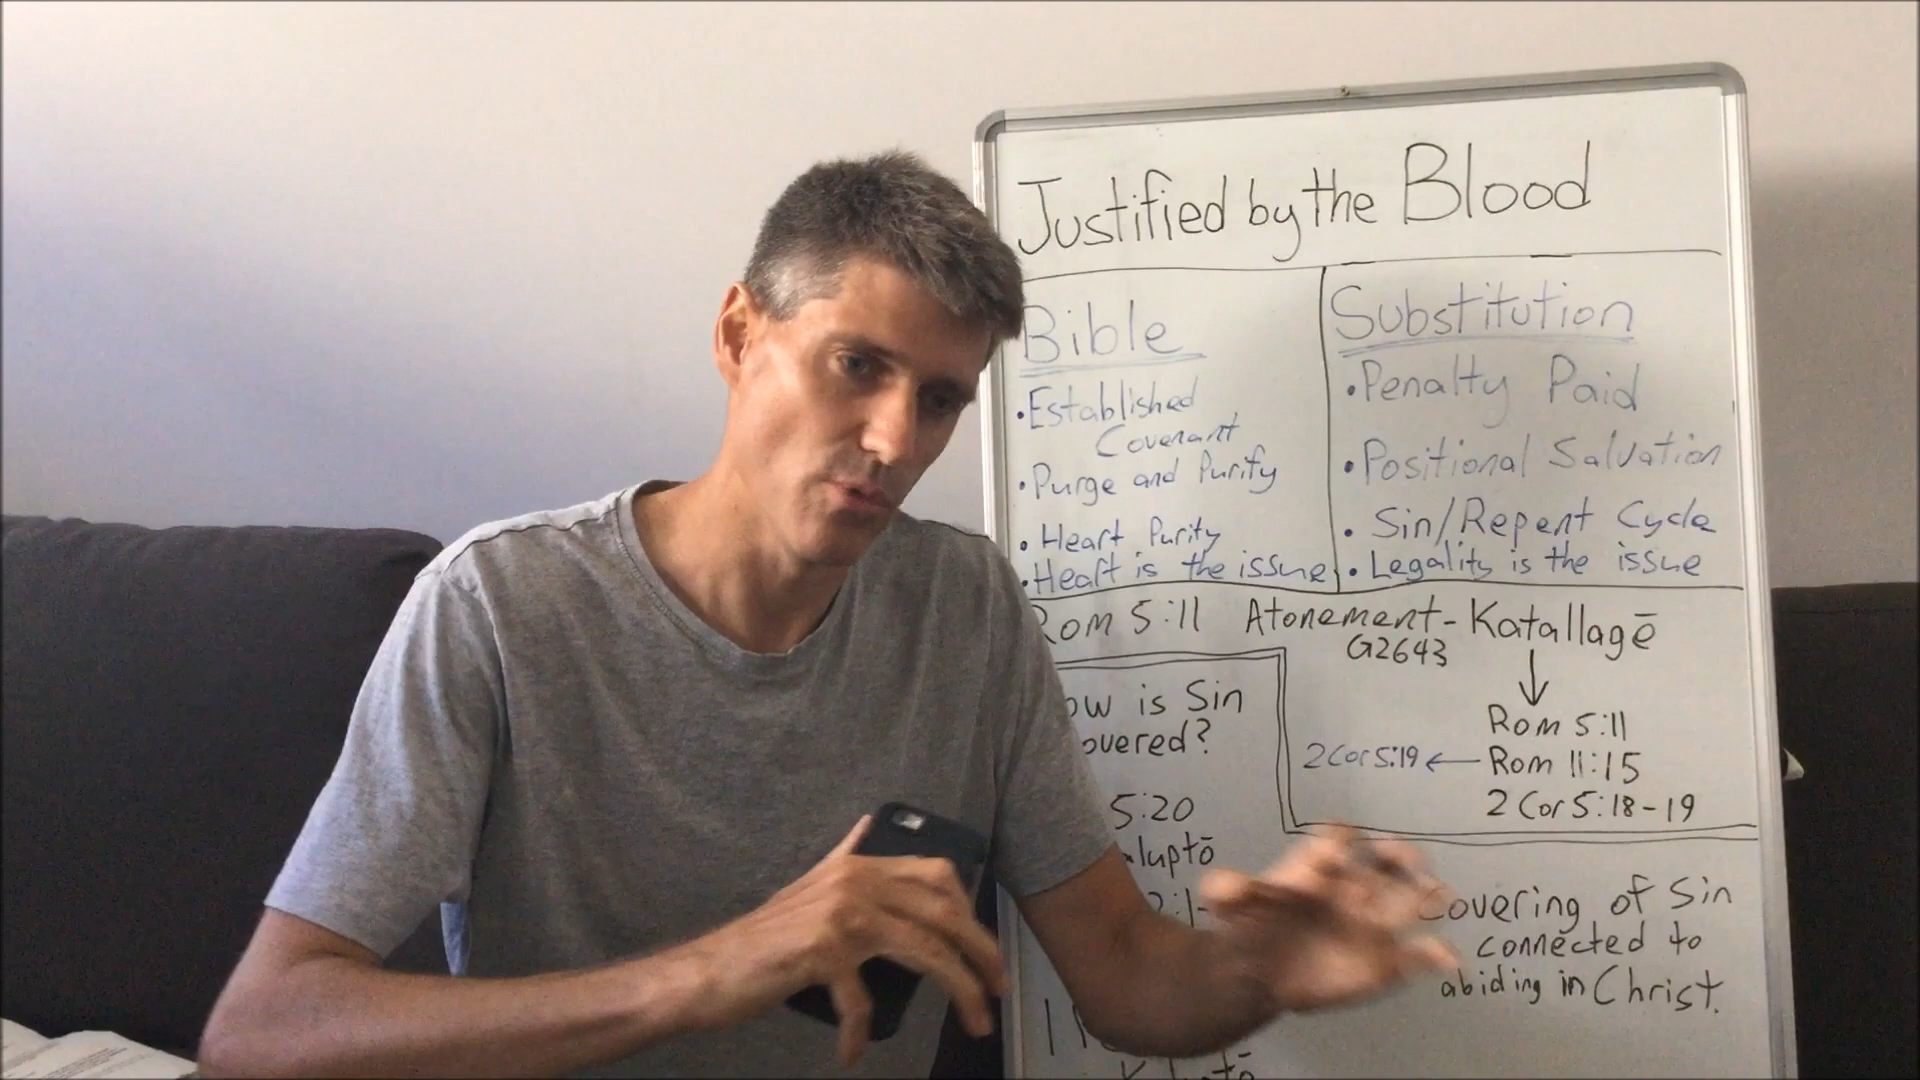 Justified by the Blood
Bible
• Established
Covenant
• Purge and Purify
• Heart Purity
• Heart is the issue
Substitution
• Penalty Paid
• Positional Salvation
• Sin/Repent Cycle
• Legality is the issue
Rom 5:11 Atonement - Katallagē
G2643
Rom 5:11
2 Cor 5:19 ← Rom 11:15
2 Cor 5:18-19
is Sin
5:20
Covering of Sin
connected to
abiding in Christ.